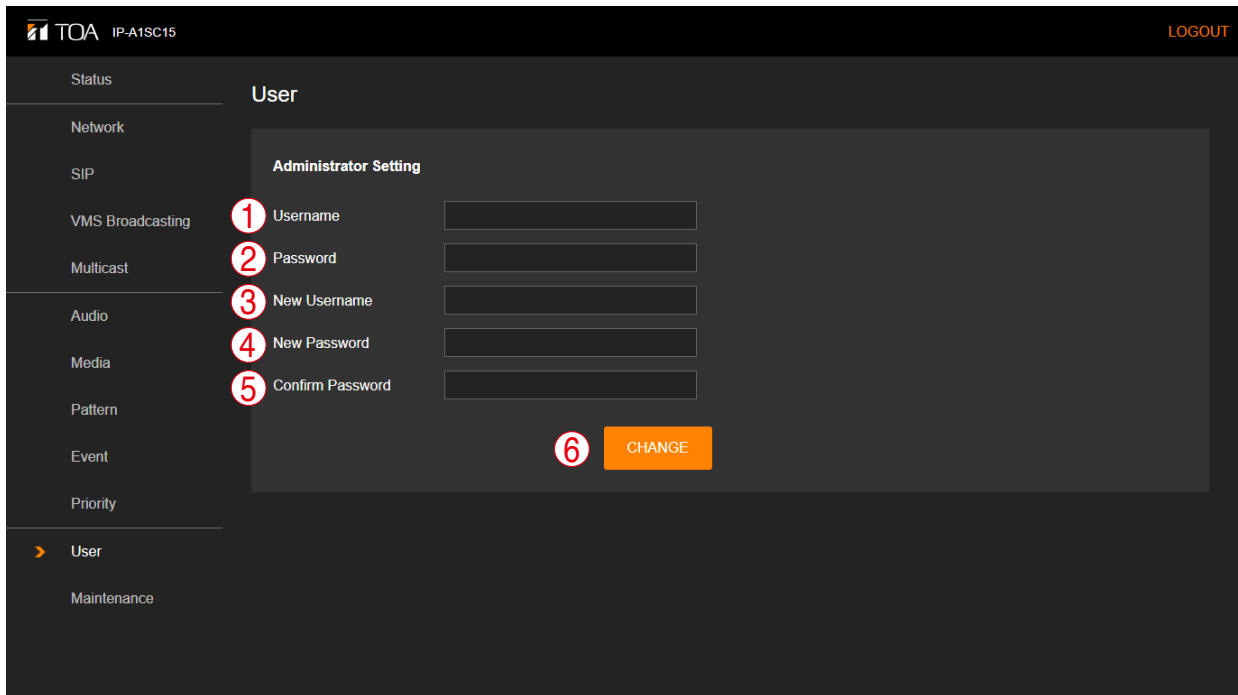 TOA IP-A1SC15 LOGOUT
Status
Network
SIP
VMS Broadcasting
Multicast
Audio
Media
Pattern
Event
Priority
User
Maintenance
User
Administrator Setting
1 Username
2 Password
3 New Username
4 New Password
5 Confirm Password
6 CHANGE